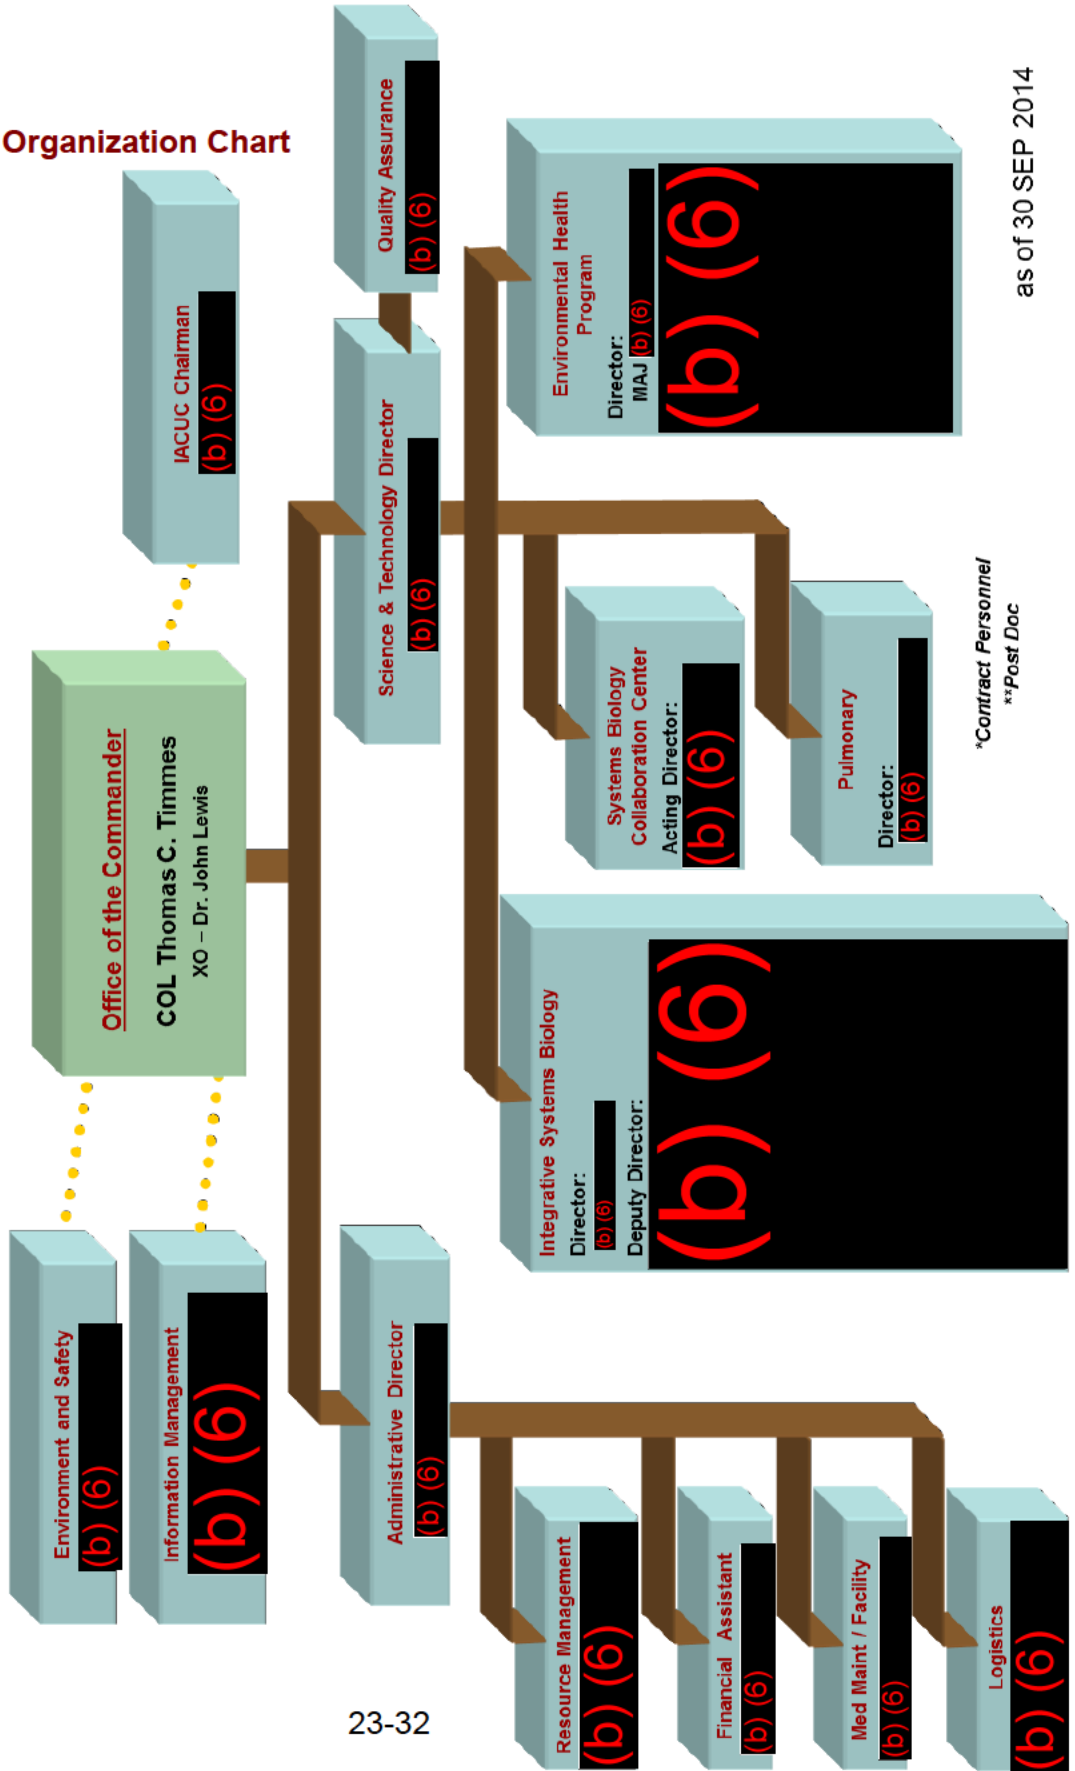 Organization Chart
Office of the Commander
COL Thomas C. Timmes
XO – Dr. John Lewis
Environment and Safety
(b) (6)
Information Management
(b) (6)
IACUC Chairman
(b) (6)
Administrative Director
(b) (6)
Science & Technology Director
(b) (6)
Quality Assurance
(b) (6)
Resource Management
(b) (6)
Financial Assistant
(b) (6)
Med Maint / Facility
(b) (6)
Logistics
(b) (6)
Integrative Systems Biology
Director:
(b) (6)
Deputy Director:
(b) (6)
Systems Biology
Collaboration Center
Acting Director:
(b) (6)
Pulmonary
Director:
(b) (6)
Environmental Health
Program
Director:
MAJ (b) (6)
(b) (6)
*Contract Personnel
**Post Doc
as of 30 SEP 2014
23-32